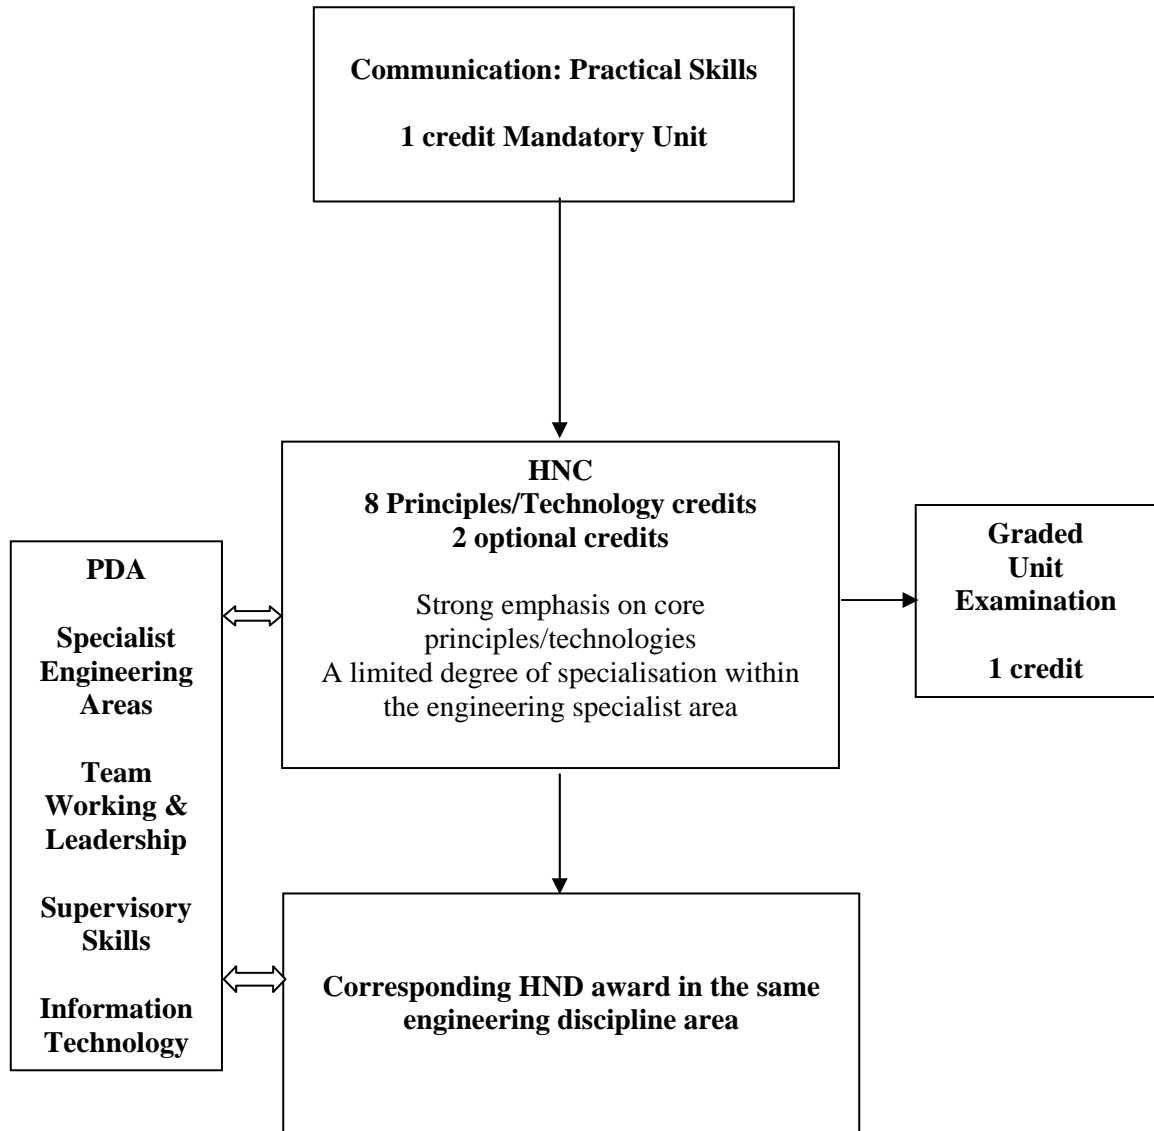 Communication: Practical Skills
1 credit Mandatory Unit
HNC
8 Principles/Technology credits
2 optional credits
Strong emphasis on core
principles/technologies
A limited degree of specialisation within
the engineering specialist area
Graded
Unit
Examination
1 credit
PDA
Specialist
Engineering
Areas
Team
Working &
Leadership
Supervisory
Skills
Information
Technology
Corresponding HND award in the same
engineering discipline area